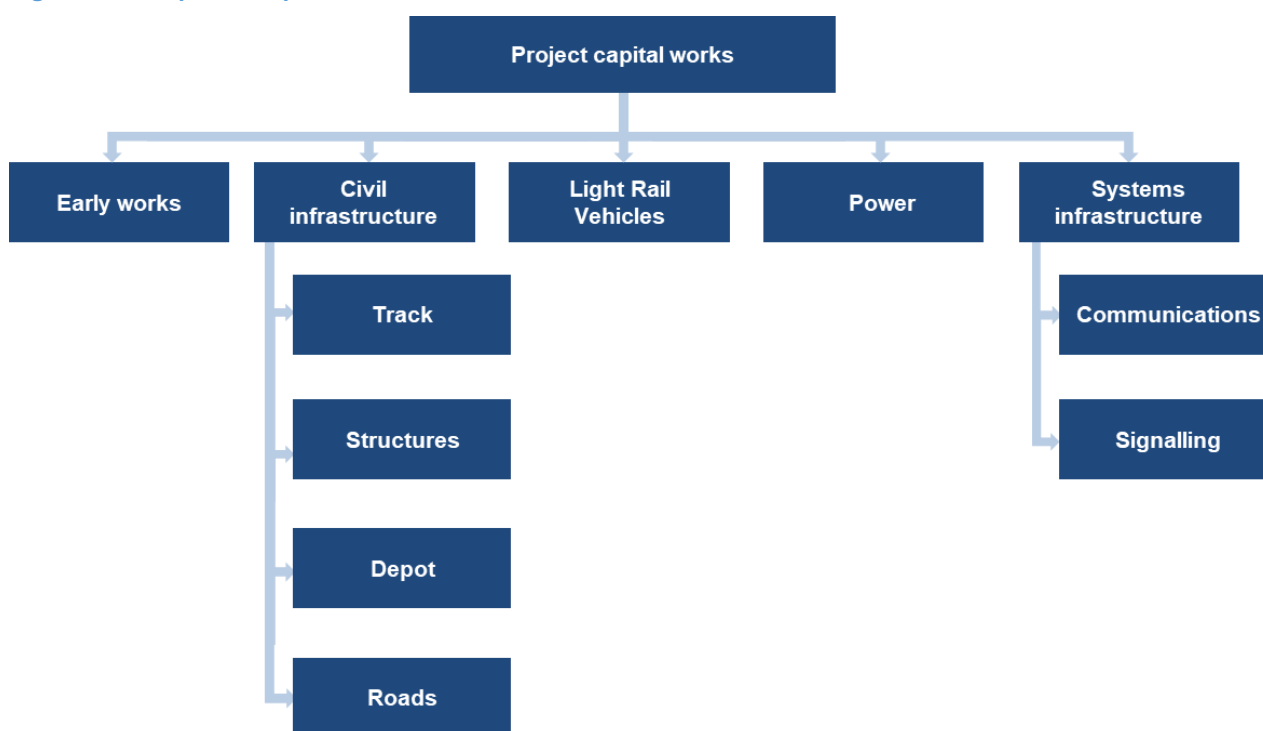 Project capital works
Early works
Civil
infrastructure
Light Rail
Vehicles
Power
Systems
infrastructure
Track
Structures
Depot
Roads
Communications
Signalling